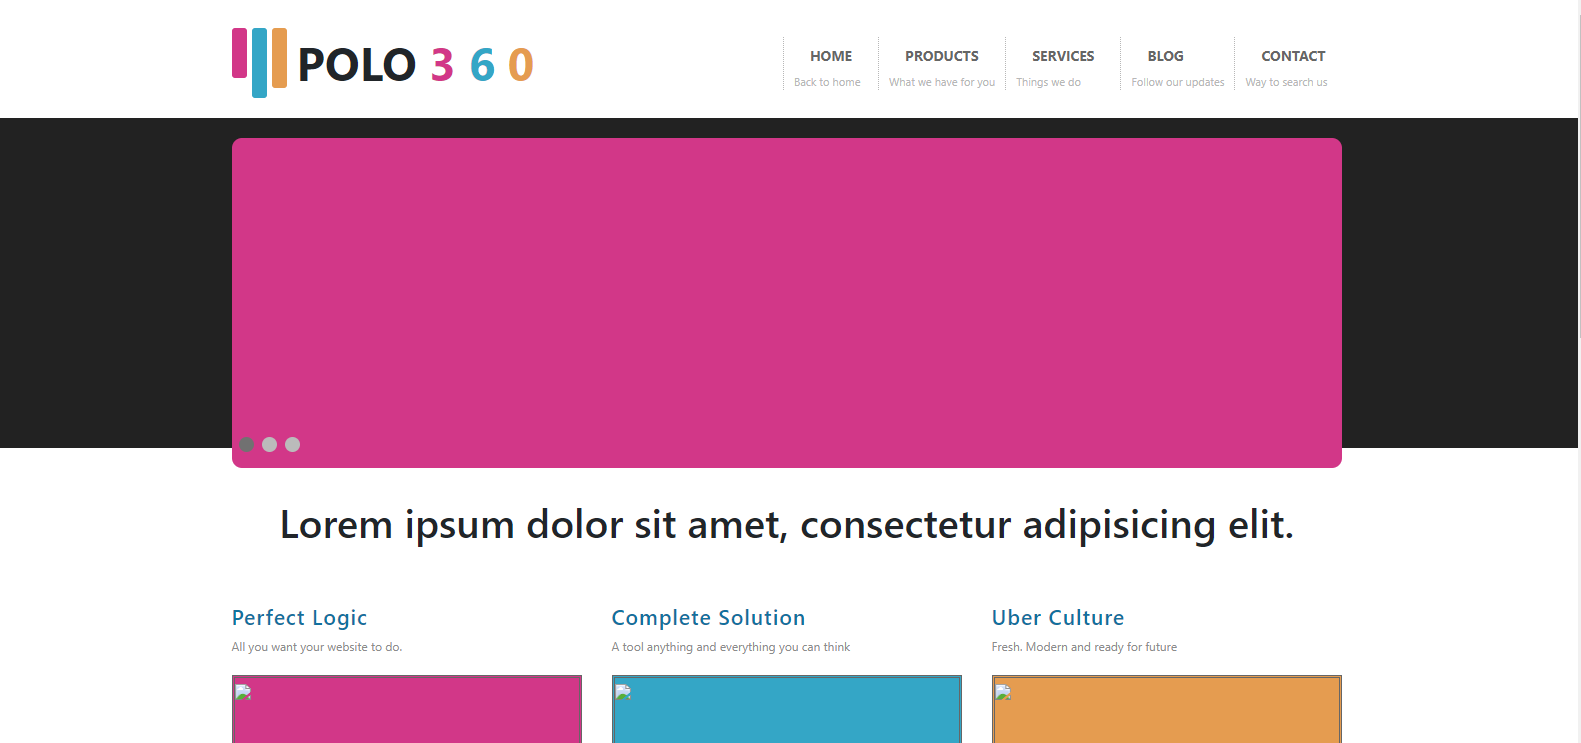 POLO 3 6 0
HOME PRODUCTS SERVICES BLOG CONTACT
Back to home What we have for you Things we do Follow our updates Way to search us
Lorem ipsum dolor sit amet, consectetur adipisicing elit.
Perfect Logic
All you want your website to do.
Complete Solution
A tool anything and everything you can think
Uber Culture
Fresh. Modern and ready for future